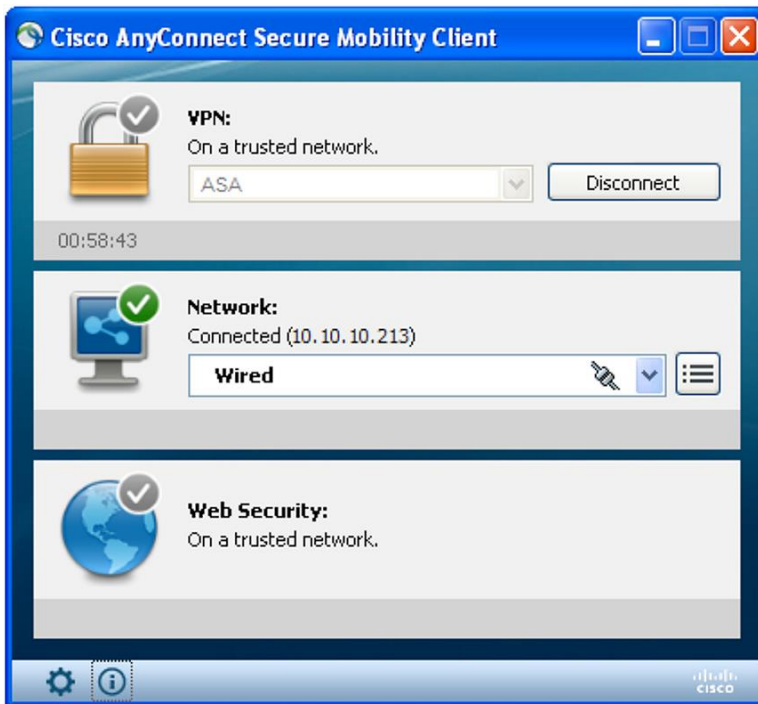 Cisco AnyConnect Secure Mobility Client
VPN:
On a trusted network.
ASA
Disconnect
00:58:43
Network:
Connected (10.10.10.213)
Wired
Web Security:
On a trusted network.
CISCO